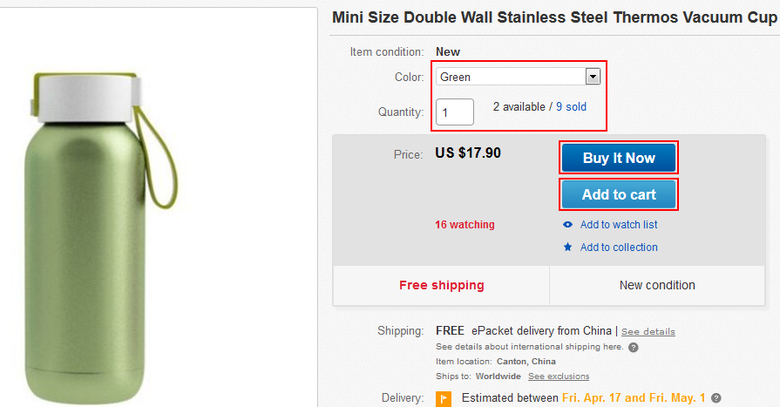 Mini Size Double Wall Stainless Steel Thermos Vacuum Cup
Item condition: New
Color: Green
Quantity: 1 2 available / 9 sold
Price: US $17.90 Buy It Now
Add to cart
16 watching Add to watch list
Add to collection
Free shipping New condition
Shipping: FREE ePacket delivery from China | See details
See details about international shipping here. ?
Item location: Canton, China
Ships to: Worldwide See exclusions
Delivery: Estimated between Fri. Apr. 17 and Fri. May. 1 ?